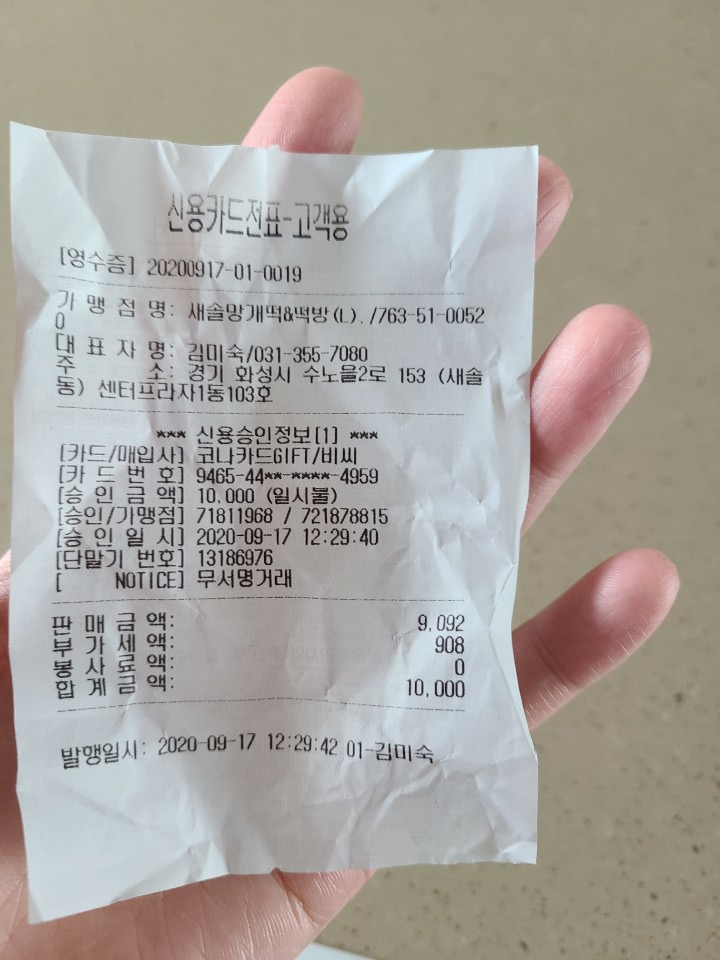 신용카드전표-고객용
[영수증] 20200917-01-0019
가 맹 점 명: 새솔망개떡&떡방(L)./763-51-0052
0
대 표 자 명: 김미숙/031-355-7080
주 소: 경기 화성시 수노을2로 153 (새솔
동) 센터프라자1동103호
*** 신용승인정보[1] ***
[카드/매입사] 코나카드GIFT/비씨
[카 드 번 호] 9465-44**-****-4959
[승 인 금 액] 10,000 (일시불)
[승인/가맹점] 71811968 / 721878815
[승 인 일 시] 2020-09-17 12:29:40
[단말기 번호] 13186976
[ NOTICE] 무서명거래
판 매 금 액: 9,092
부 가 세 액: 908
봉 사 료 액: 0
합 계 금 액: 10,000
발행일시: 2020-09-17 12:29:42 01-김미숙